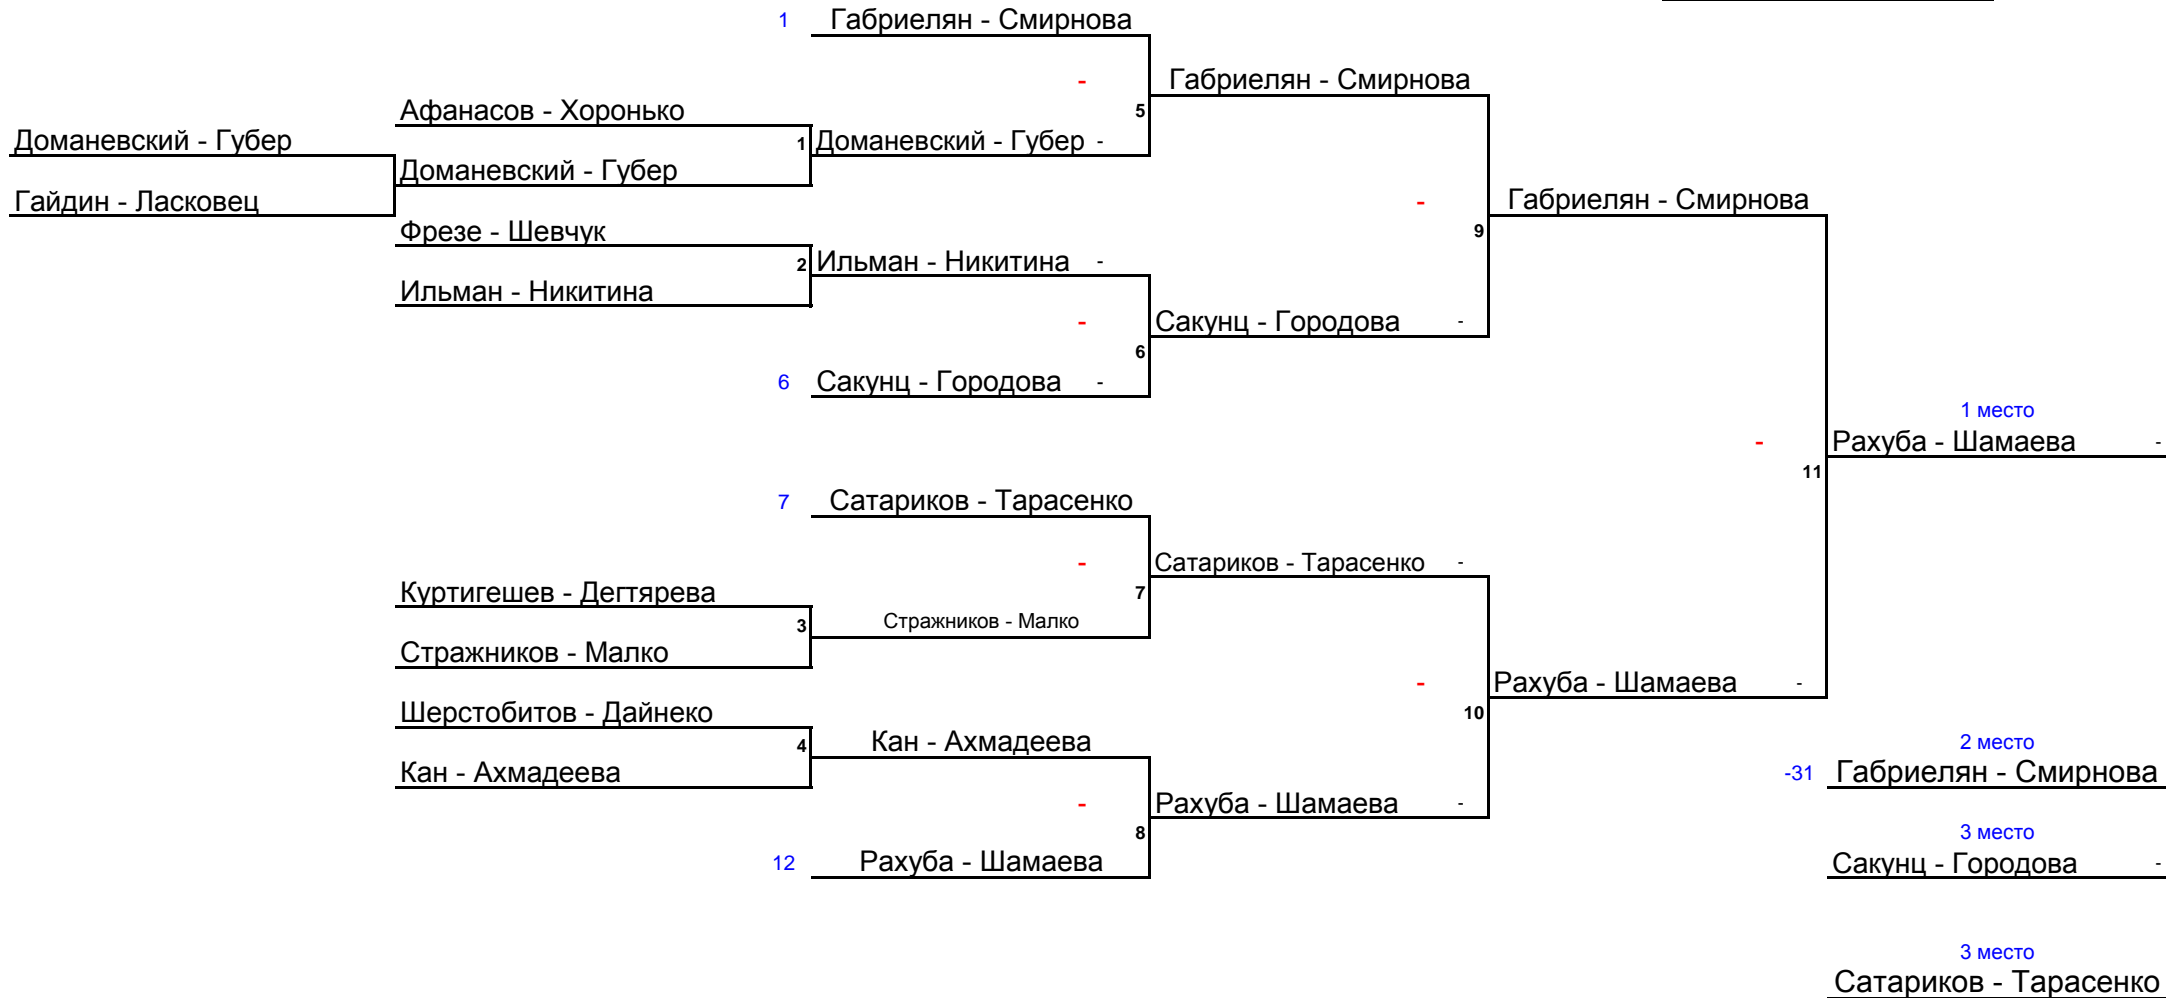 1 Габриелян - Смирнова
- Габриелян - Смирнова
Афанасов - Хоронько 5
Доманевский - Губер 1 Доманевский - Губер -
Доманевский - Губер
Гайдин - Ласковец - Габриелян - Смирнова
Фрезе - Шевчук 9
2 Ильман - Никитина -
Ильман - Никитина
- Сакунц - Городова -
6
6 Сакунц - Городова -
1 место
- Рахуба - Шамаева -
11
7 Сатариков - Тарасенко
- Сатариков - Тарасенко -
Куртигешев - Дегтярева 7
3 Стражников - Малко
Стражников - Малко
- Рахуба - Шамаева -
Шерстобитов - Дайнеко 10
4 Кан - Ахмадеева 2 место
Кан - Ахмадеева -31 Габриелян - Смирнова
- Рахуба - Шамаева -
8 3 место
12 Рахуба - Шамаева Сакунц - Городова -
3 место
Сатариков - Тарасенко